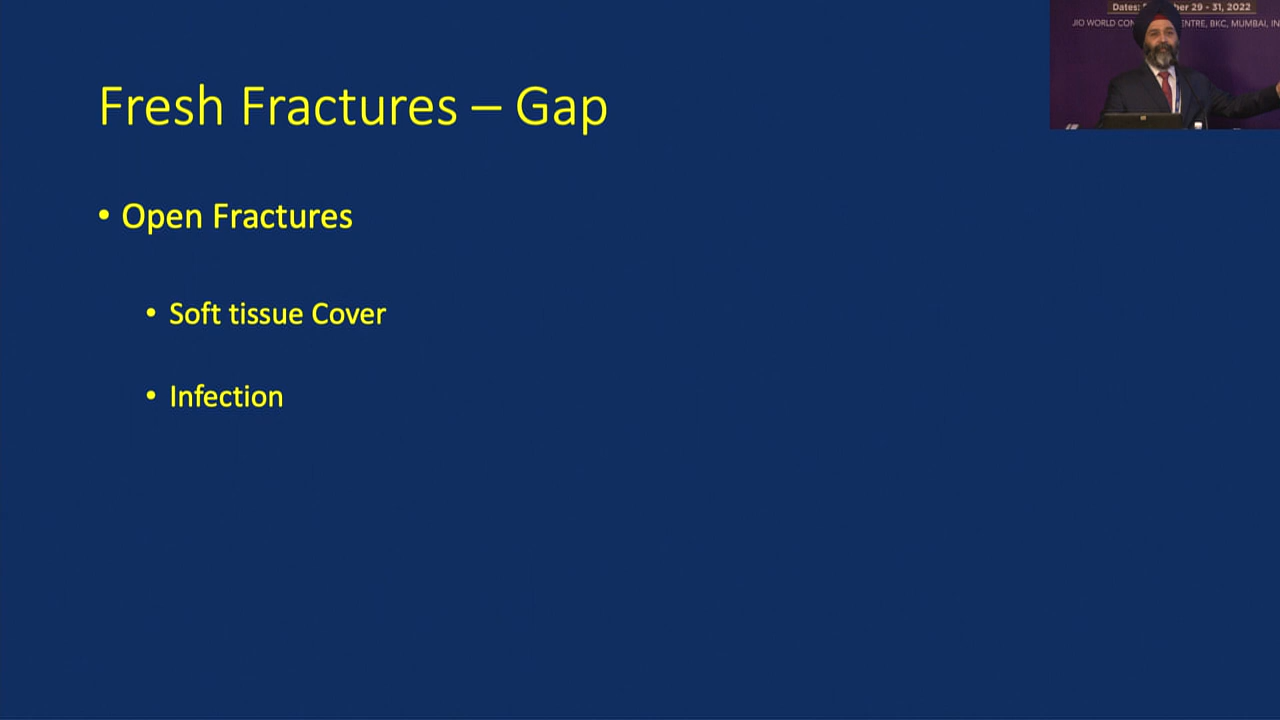 Dates: ber 29 - 31, 2022
JIO WORLD CON ENTRE, BKC, MUMBAI, IN
Fresh Fractures – Gap
• Open Fractures
• Soft tissue Cover
• Infection